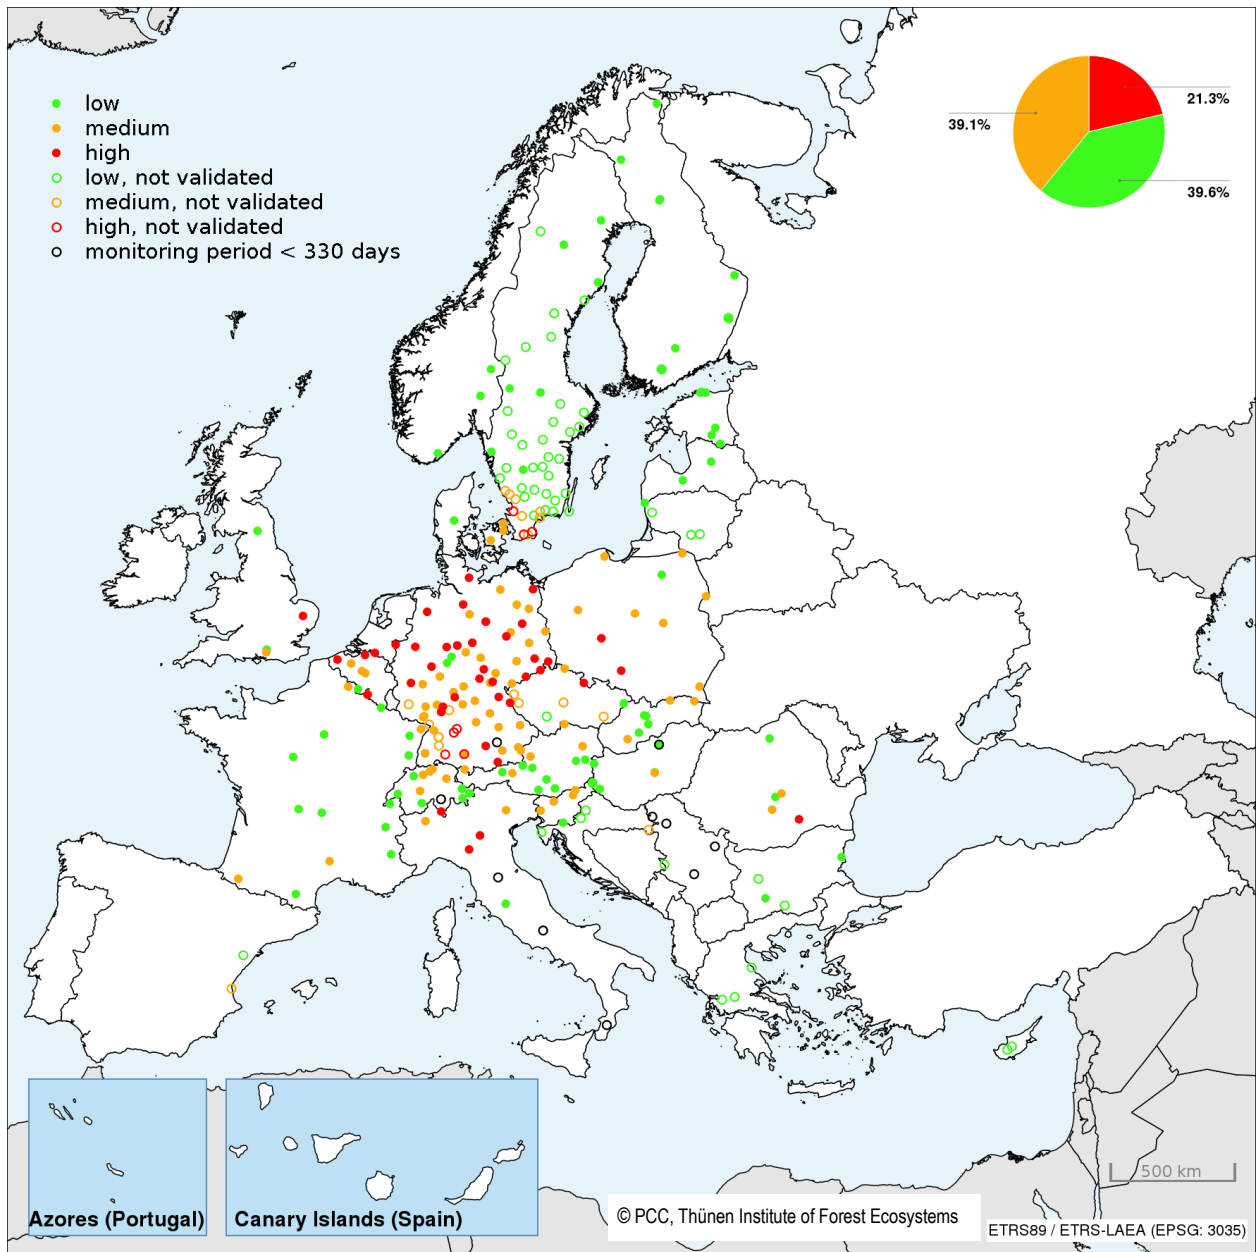 low
medium
high
low, not validated
medium, not validated
high, not validated
monitoring period < 330 days
21.3%
39.1%
39.6%
500 km
Azores (Portugal)
Canary Islands (Spain)
© PCC, Thünen Institute of Forest Ecosystems
ETRS89 / ETRS-LAEA (EPSG: 3035)